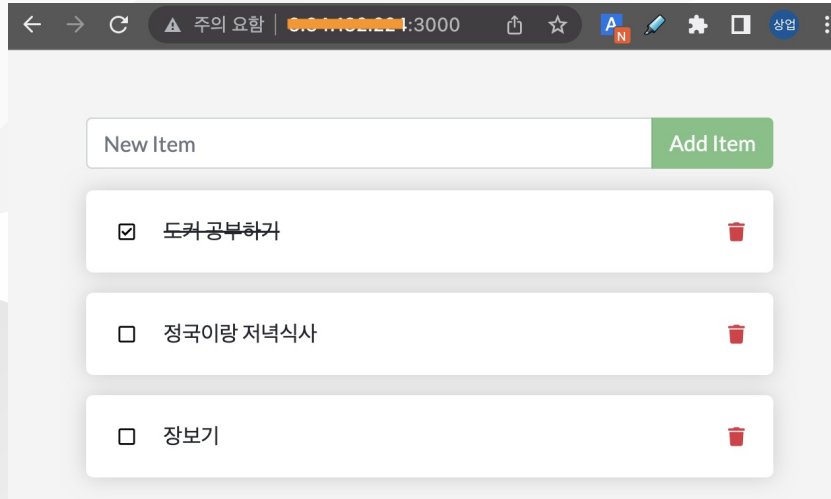 주의 요함 :3000
상업
New Item Add Item
도커 공부하기
정국이랑 저녁식사
장보기